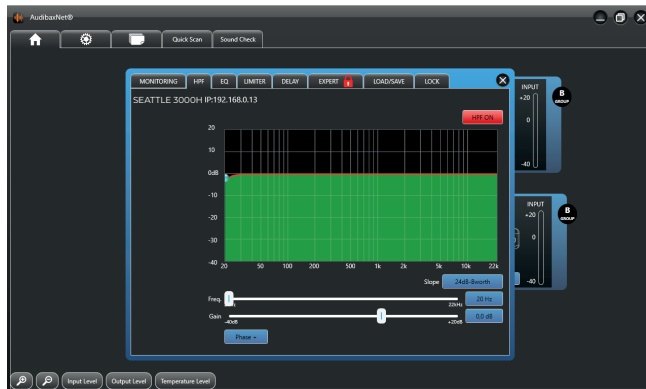 AudibaxNet®
Quick Scan
Sound Check
MONITORING
HPF
EQ
LIMITER
DELAY
EXPERT
LOAD/SAVE
LOCK
SEATTLE 3000H IP:192.168.0.13
HPF ON
20
10
0dB
-10
-20
-30
-40
20
50
100
200
500
1k
2k
5k
10k
22k
Slope
24dB-Bworth
Freq.
22kHz
20 Hz
Gain
-40dB
+20dB
0,0 dB
Phase +
INPUT
+20
0
-40
B
GROUP
INPUT
+20
0
-40
B
GROUP
Input Level
Output Level
Temperature Level